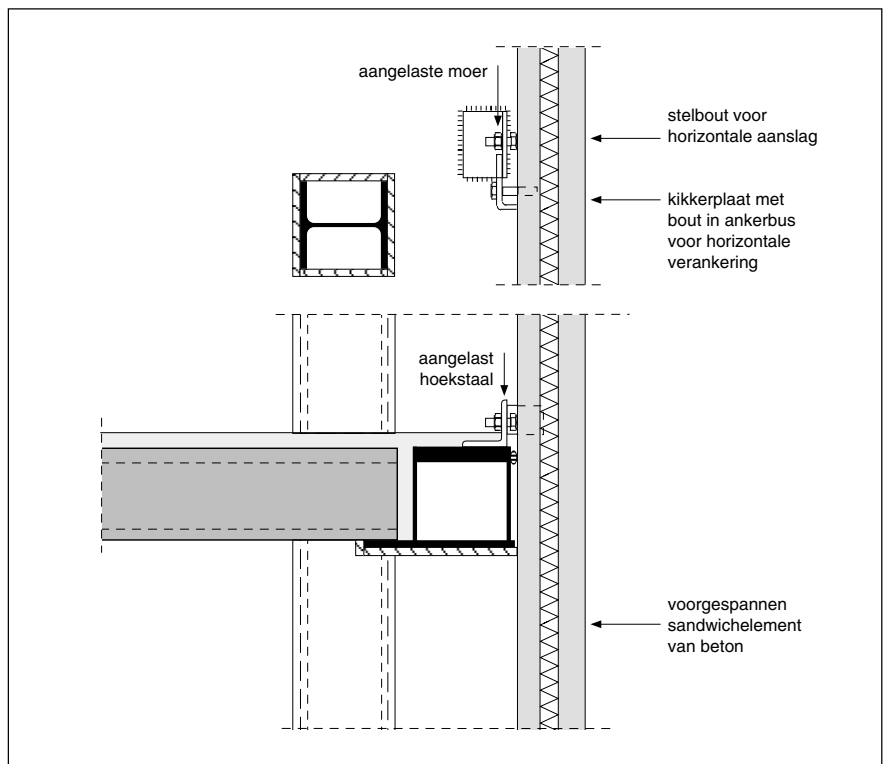 aangelaste moer
stelbout voor
horizontale aanslag
kikkerplaat met
bout in ankerbus
voor horizontale
verankering
aangelast
hoekstaal
voorgespannen
sandwichelement
van beton